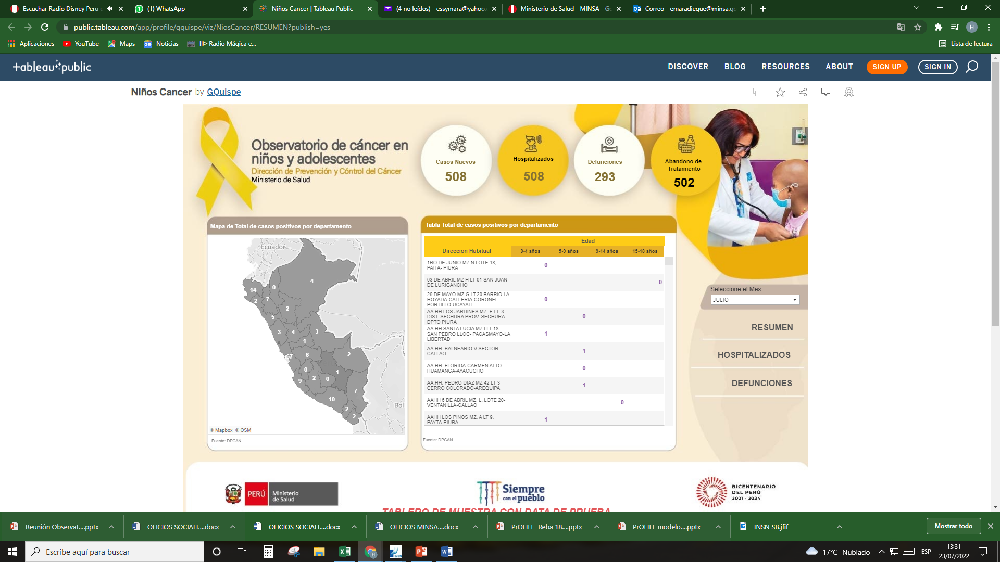 Escuchar Radio Disney Peru e
(1) WhatsApp
Niños Cancer | Tableau Public
(4 no leídos) - essymara@yahoo.
Ministerio de Salud - MINSA - Go
Correo - emaradiegue@minsa.go
public.tableau.com/app/profile/gquispe/viz/NiosCancer/RESUMEN?publish=yes
H
Aplicaciones
YouTube
Maps
Noticias
II▷ Radio Mágica e...
Lista de lectura
+ableau public
DISCOVER
BLOG
RESOURCES
ABOUT
SIGN UP
SIGN IN
Niños Cancer by GQuispe
Observatorio de cáncer en
niños y adolescentes
Dirección de Prevención y Cóntrol del Cáncer
Ministerio de Salud
Casos Nuevos
508
Hospitalizados
508
Defunciones
293
Abandono de
Tratamiento
502
Mapa de Total de casos positivos por departamento
Ecuador
4
0
14
2
7
2
5
3
4
3
1
6
2
67
0
2
0
1
9
7
10
2
2
Bol
© Mapbox © OSM
Fuente: DPCAN
Tabla Total de casos positivos por departamento
Edad
Direccion Habitual 0-4 años 5-9 años 9-14 años 15-18 años
1RO DE JUNIO MZ N LOTE 18,
PAITA- PIURA
0
03 DE ABRIL MZ H LT 01 SAN JUAN
DE LURIGANCHO
0
29 DE MAYO MZ.G LT.20 BARRIO LA
HOYADA-CALLERIA-CORONEL
PORTILLO-UCAYALI
0
AA.HH LOS JARDINES MZ. F LT. 3
DIST. SECHURA PROV. SECHURA
DPTO PIURA
0
AA.HH SANTA LUCIA MZ I LT 18-
SAN PEDRO LLOC- PACASMAYO-LA
LIBERTAD
1
AA.HH. BALNEARIO V SECTOR-
CALLAO
1
AA.HH. FLORIDA-CARMEN ALTO-
HUAMANGA-AYACUCHO
0
AA.HH. PEDRO DIAZ MZ 42 LT 3
CERRO COLORADO-AREQUIPA
1
AAHH 6 DE ABRIL MZ. L, LOTE 20-
VENTANILLA-CALLAO
0
AAHH LOS PINOS MZ. A LT 9,
PAYTA-PIURA
1
Fuente: DPCAN
Seleccione el Mes:
JULIO
RESUMEN
HOSPITALIZADOS
DEFUNCIONES
PERÚ
Ministerio
de Salud
Siempre
con el pueblo
BICENTENARIO
DEL PERÚ
2021 - 2024
TABLERO DE MUESTRA CON DATA DE PRUEBA
Reunión Observat....pptx
OFICIOS SOCIALI....docx
OFICIOS SOCIALI....docx
OFICIOS MINSA....docx
PrOFILE Reba 18....pptx
PrOFILE modelo....pptx
INSN SB.jfif
Mostrar todo
Escribe aquí para buscar
17°C Nublado
ESP
13:31
23/07/2022